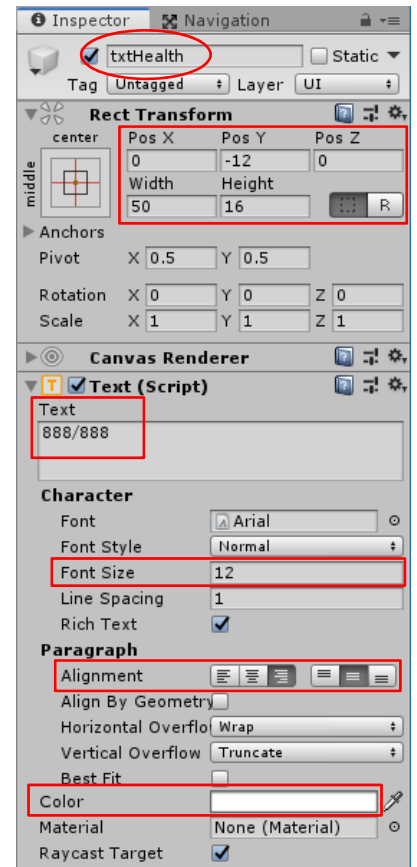 Inspector Navigation
txtHealth Static
Tag Untagged Layer UI
Rect Transform
center Pos X Pos Y Pos Z
middle 0 -12 0
Width Height
50 16 R
Anchors
Pivot X 0.5 Y 0.5
Rotation X 0 Y 0 Z 0
Scale X 1 Y 1 Z 1
Canvas Renderer
T Text (Script)
Text
888/888
Character
Font Arial
Font Style Normal
Font Size 12
Line Spacing 1
Rich Text
Paragraph
Alignment
Align By Geometry
Horizontal Overflo Wrap
Vertical Overflow Truncate
Best Fit
Color
Material None (Material)
Raycast Target